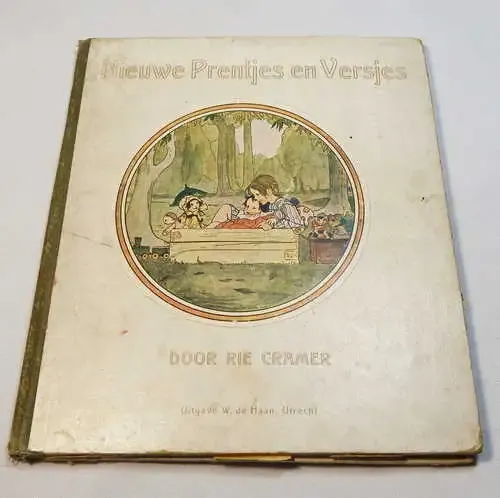 Nieuwe Prentjes en Versjes
DOOR RIE CRAMER
Uitgave W. de Haan, Utrecht